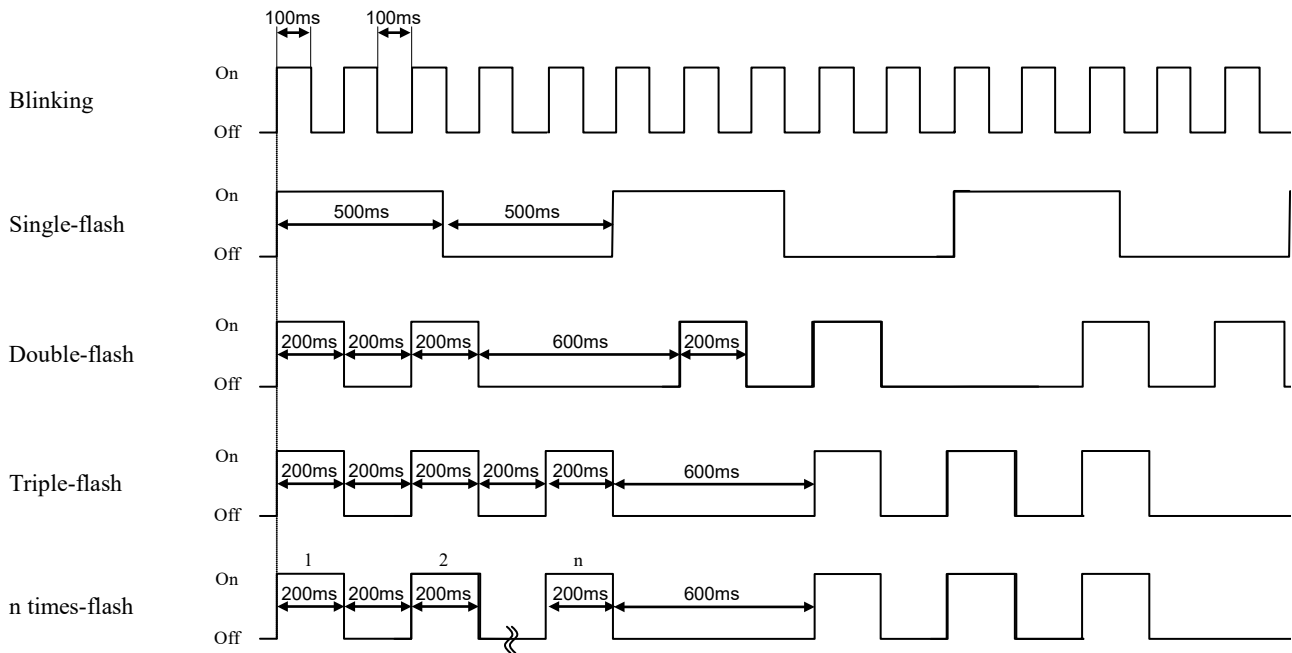 100ms 100ms
On
Blinking
Off
On
500ms 500ms
Single-flash
Off
On
200ms 200ms 200ms 600ms 200ms
Double-flash
Off
On
200ms 200ms 200ms 200ms 200ms 600ms
Triple-flash
Off
1 2 n
On
200ms 200ms 200ms 200ms 600ms
n times-flash
Off